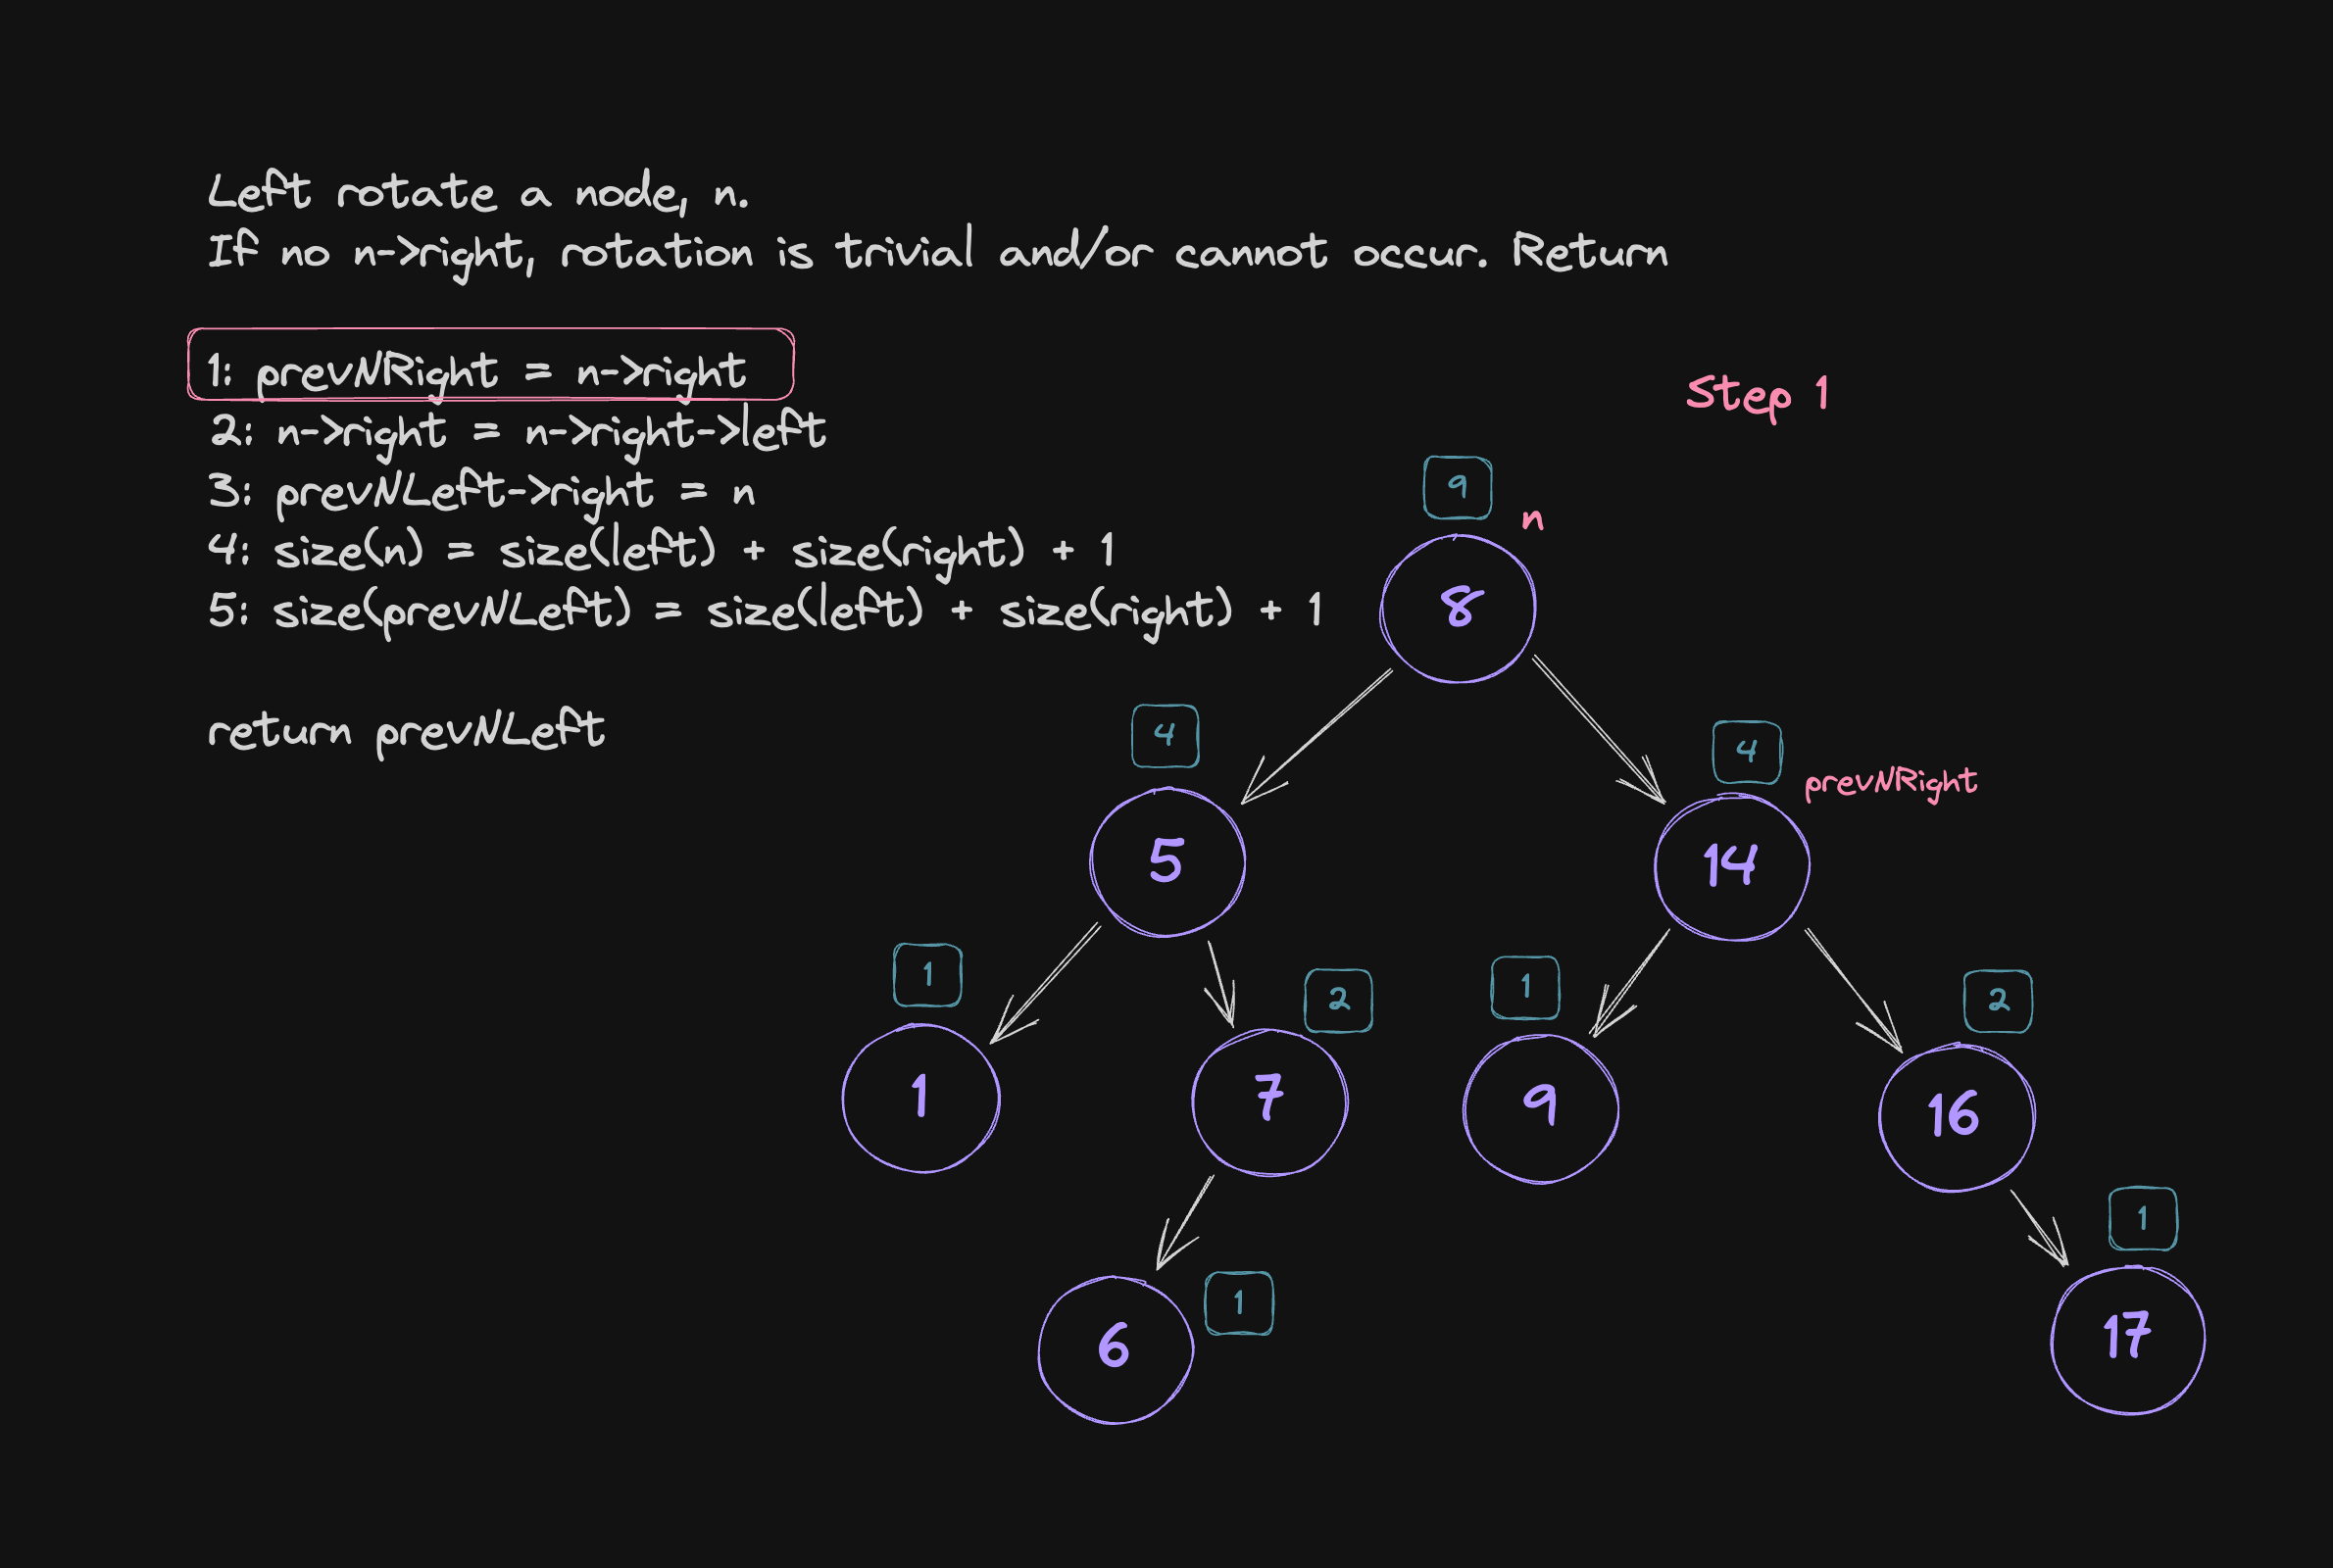 Left rotate a node, n.
If no n->right, rotation is trivial and/or cannot occur. Return
1: prevNRight = n->right
2: n->right = n->right->left
3: prevNLeft->right = n
4: size(n) = size(left) + size(right) + 1
5: size(prevNLeft) = size(left) + size(right) + 1
return prevNLeft
Step 1
9
n
8
4
4
prevNRight
5
14
1
2
1
2
1
7
9
16
1
1
6
17